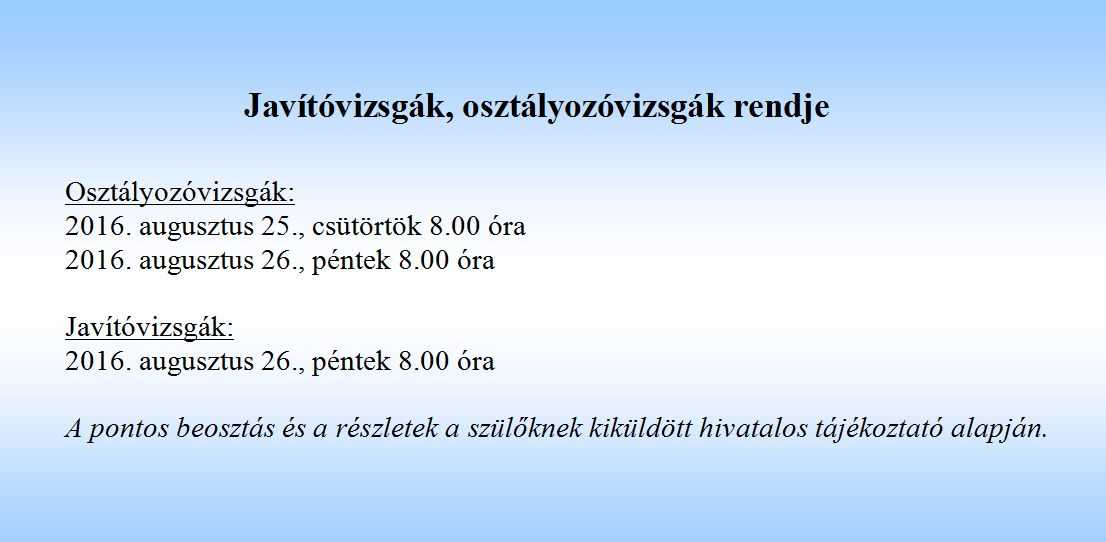 Javítóvizsgák, osztályozóvizsgák rendje
Osztályozóvizsgák:
2016. augusztus 25., csütörtök 8.00 óra
2016. augusztus 26., péntek 8.00 óra
Javítóvizsgák:
2016. augusztus 26., péntek 8.00 óra
A pontos beosztás és a részletek a szülőknek kiküldött hivatalos tájékoztató alapján.